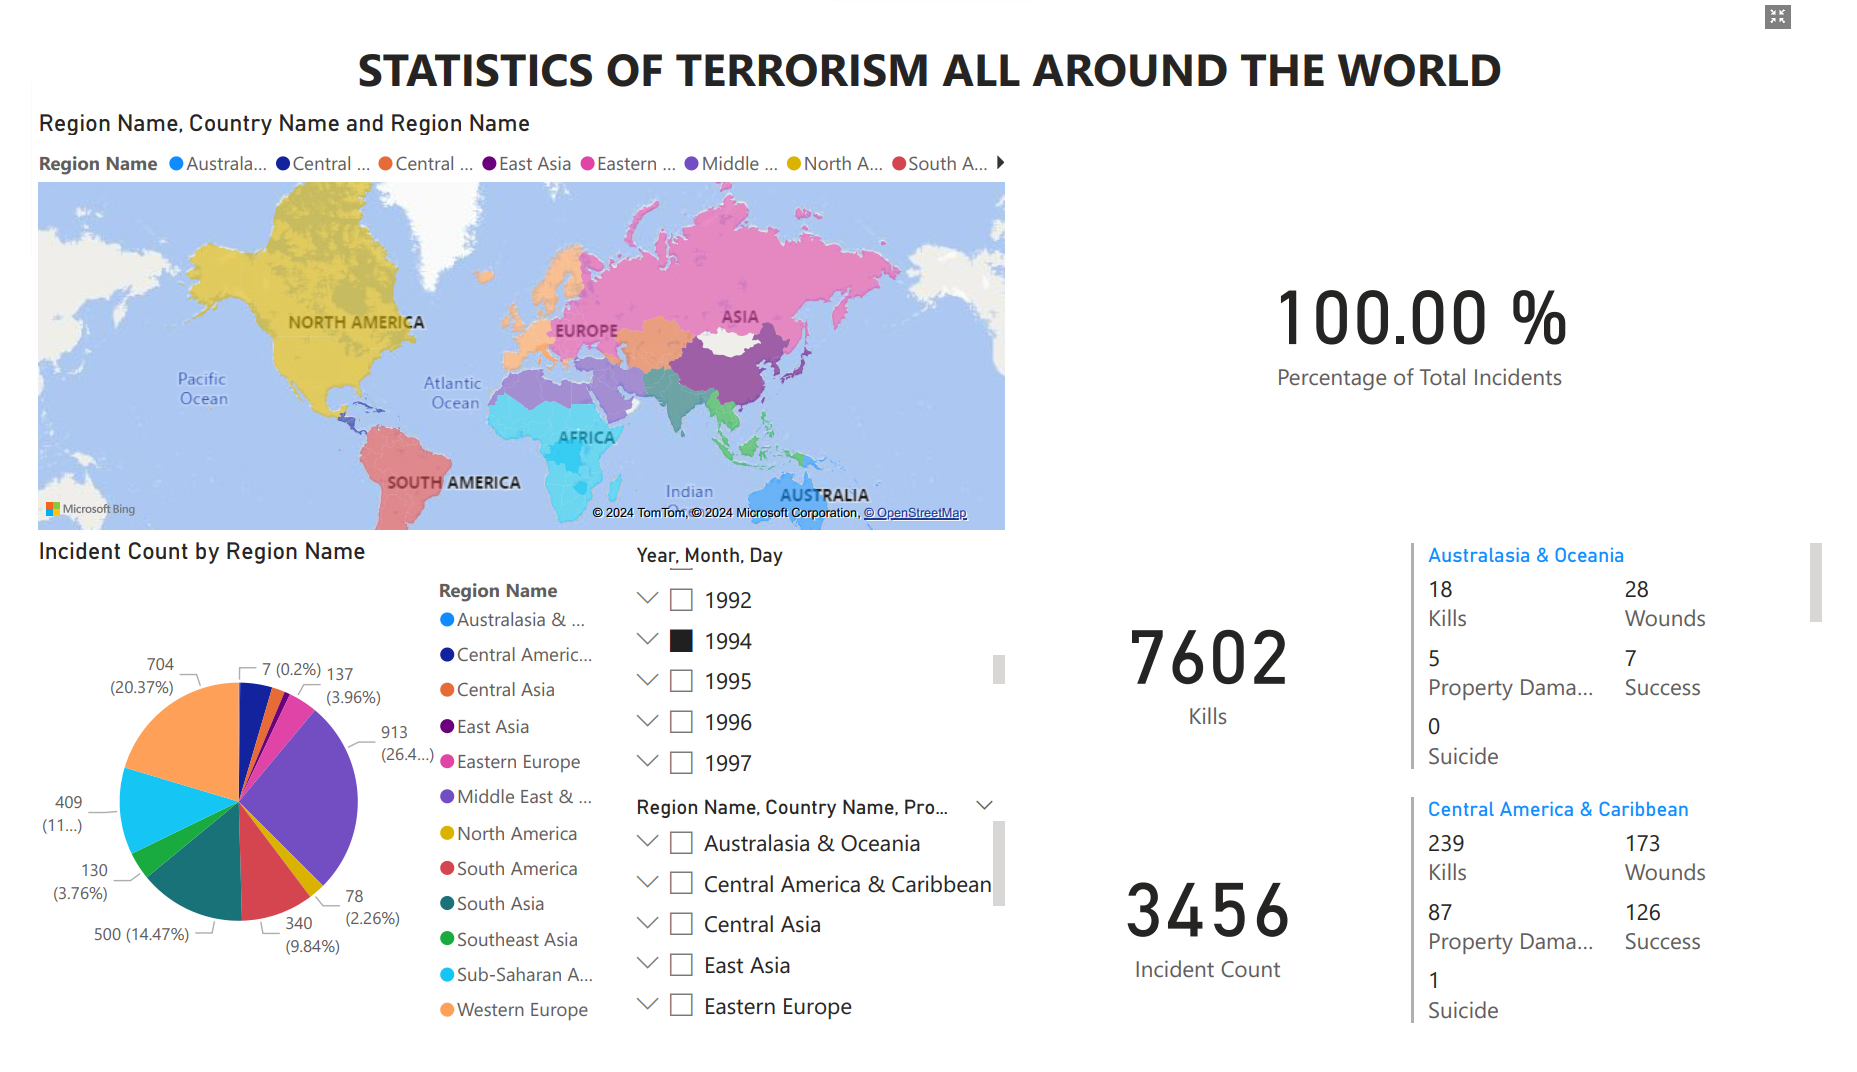 STATISTICS OF TERRORISM ALL AROUND THE WORLD
Region Name, Country Name and Region Name
Region Name Australa... Central ... Central ... East Asia Eastern ... Middle ... North A... South A...
NORTH AMERICA
EUROPE
ASIA
Pacific
Ocean
Atlantic
Ocean
AFRICA
SOUTH AMERICA
Indian
AUSTRALIA
Microsoft Bing
© 2024 TomTom, © 2024 Microsoft Corporation, © OpenStreetMap
100.00 %
Percentage of Total Incidents
Incident Count by Region Name
704
(20.37%)
7 (0.2%)
137
(3.96%)
913
(26.4...)
409
(11...)
130
(3.76%)
500 (14.47%)
340
(9.84%)
78
(2.26%)
Region Name
Australasia & ...
Central Americ...
Central Asia
East Asia
Eastern Europe
Middle East & ...
North America
South America
South Asia
Southeast Asia
Sub-Saharan A...
Western Europe
Year, Month, Day
1992
1994
1995
1996
1997
Region Name, Country Name, Pro...
Australasia & Oceania
Central America & Caribbean
Central Asia
East Asia
Eastern Europe
7602
Kills
3456
Incident Count
Australasia & Oceania
18 28
Kills Wounds
5 7
Property Dama... Success
0
Suicide
Central America & Caribbean
239 173
Kills Wounds
87 126
Property Dama... Success
1
Suicide